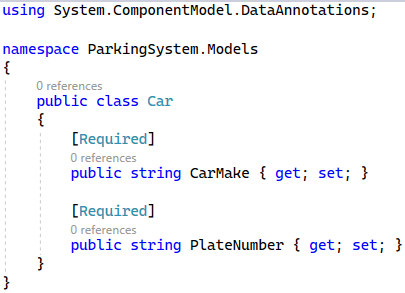 using System.ComponentModel.DataAnnotations;
namespace ParkingSystem.Models
{
0 references
public class Car
{
[Required]
0 references
public string CarMake { get; set; }
[Required]
0 references
public string PlateNumber { get; set; }
}
}